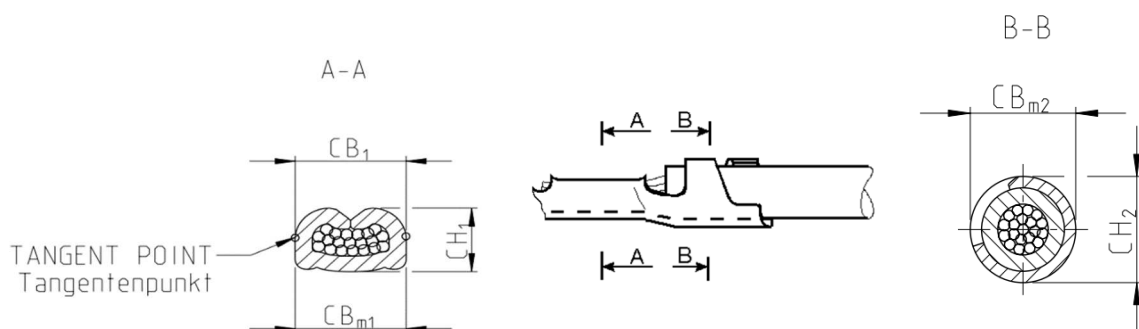 A-A
CB₁
CH₁
TANGENT POINT
Tangentenpunkt
CBₘ₁
A B
A B
B-B
CBₘ₂
CH₂